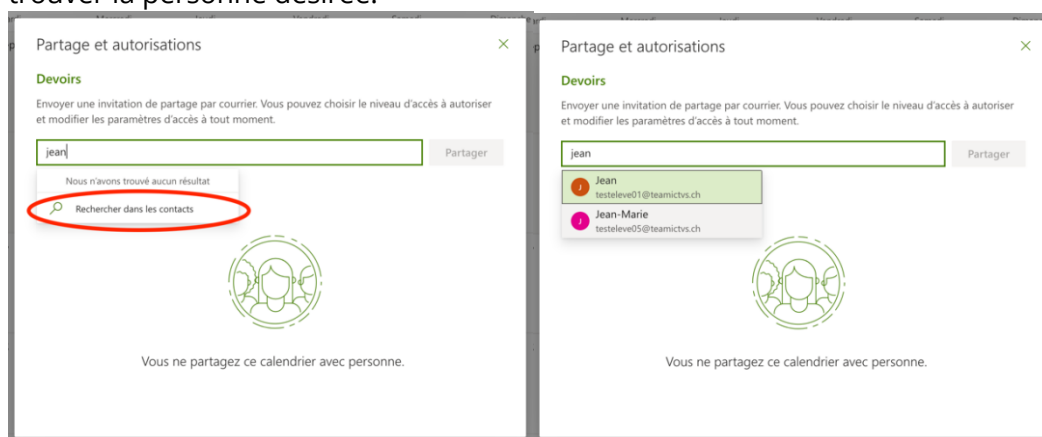 trouver la personne désirée.
Partage et autorisations
Devoirs
Envoyer une invitation de partage par courrier. Vous pouvez choisir le niveau d'accès à autoriser
et modifier les paramètres d'accès à tout moment.
jean
Partager
Nous n'avons trouvé aucun résultat
Rechercher dans les contacts
Vous ne partagez ce calendrier avec personne.
Partage et autorisations
Devoirs
Envoyer une invitation de partage par courrier. Vous pouvez choisir le niveau d'accès à autoriser
et modifier les paramètres d'accès à tout moment.
jean
Partager
J
Jean
testeleve01@teamictvs.ch
J
Jean-Marie
testeleve05@teamictvs.ch
Vous ne partagez ce calendrier avec personne.